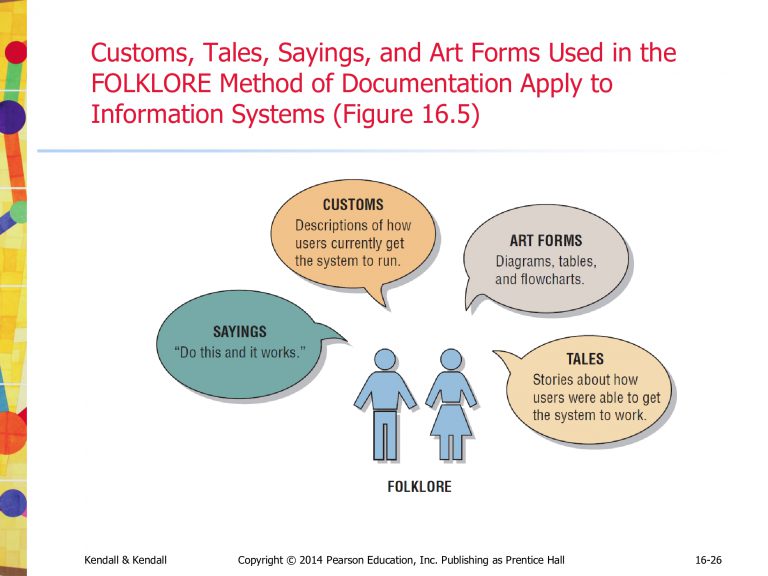 Customs, Tales, Sayings, and Art Forms Used in the
FOLKLORE Method of Documentation Apply to
Information Systems (Figure 16.5)
CUSTOMS
Descriptions of how
users currently get
the system to run.
ART FORMS
Diagrams, tables,
and flowcharts.
SAYINGS
“Do this and it works.”
TALES
Stories about how
users were able to get
the system to work.
FOLKLORE
Kendall & Kendall
Copyright © 2014 Pearson Education, Inc. Publishing as Prentice Hall
16-26